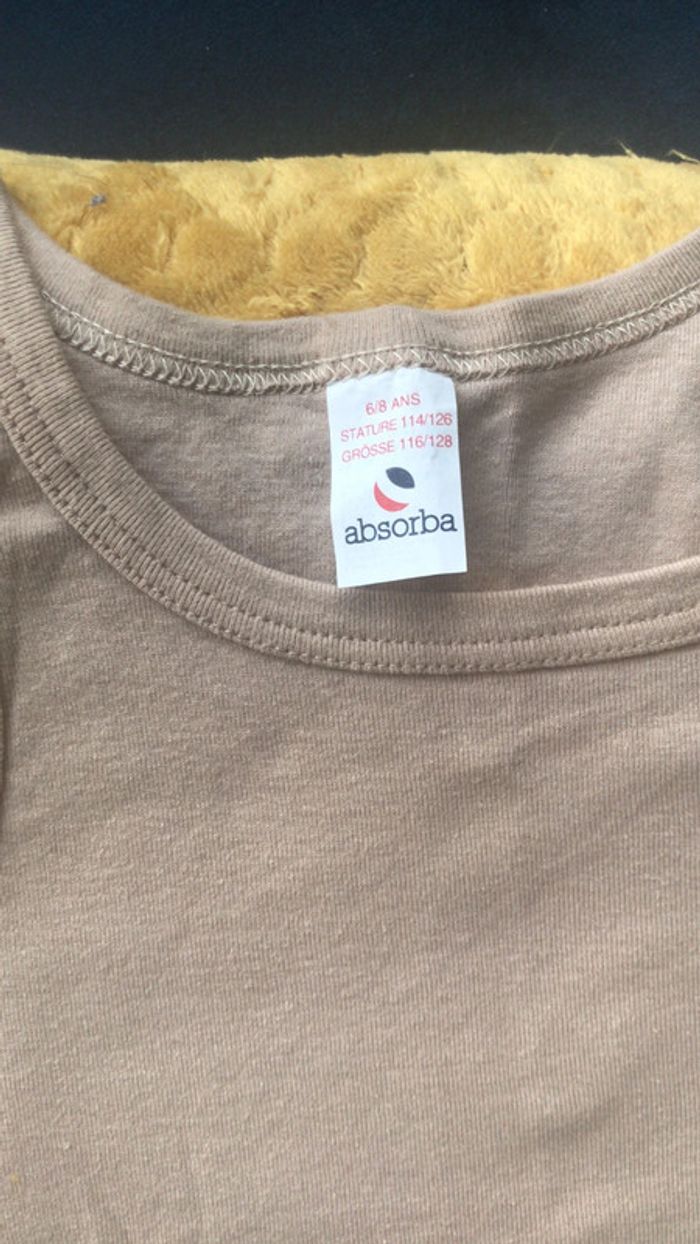 6/8 ANS
STATURE 114/126
GRÖSSE 116/128
absorba